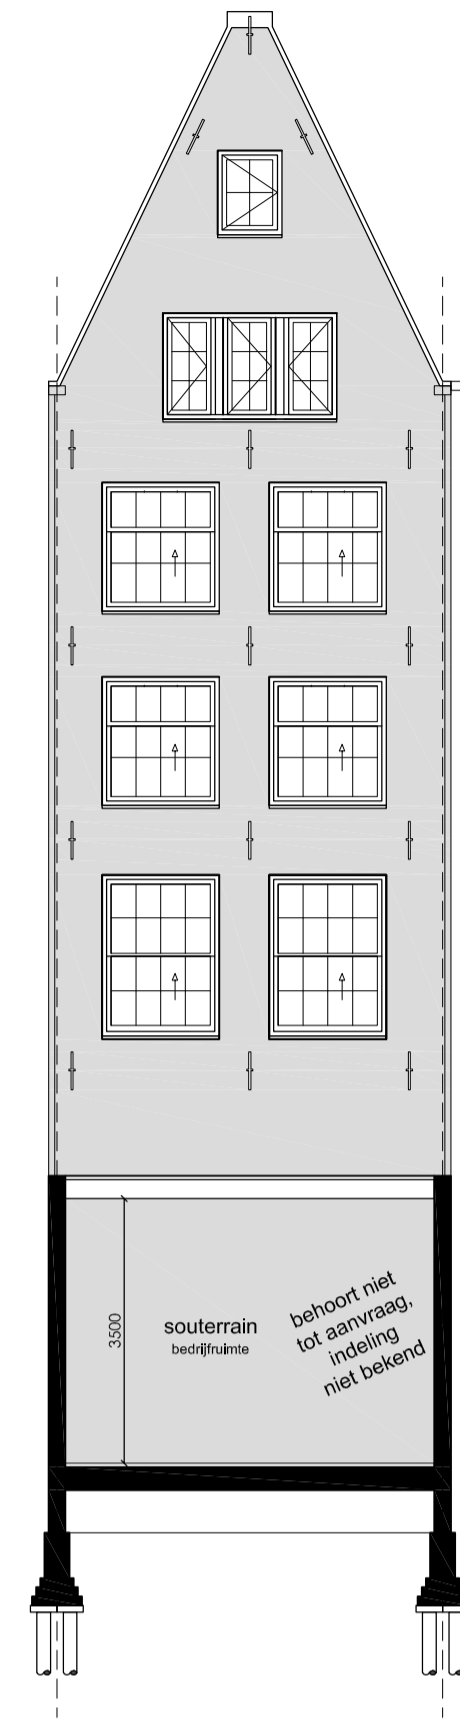 3500
souterrain
bedrijfruimte
behoort niet
tot aanvraag,
indeling
niet bekend